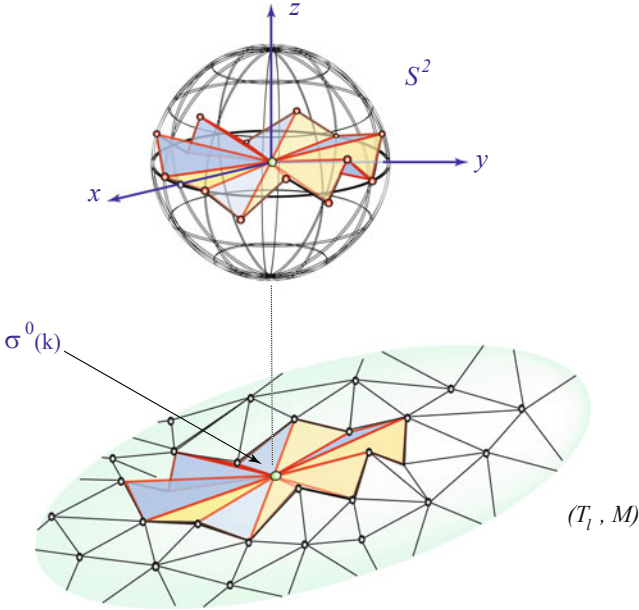 z
S²
y
x
σ⁰(k)
(Tₗ , M)